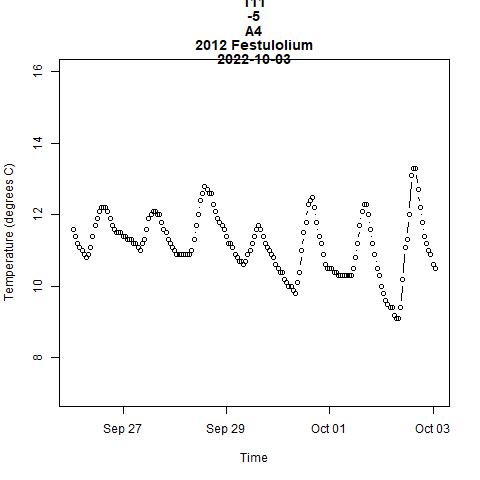 T11
-5
A4
2012 Festulolium
2022-10-03
Temperature (degrees C)
16
14
12
10
8
Sep 27 Sep 29 Oct 01 Oct 03
Time